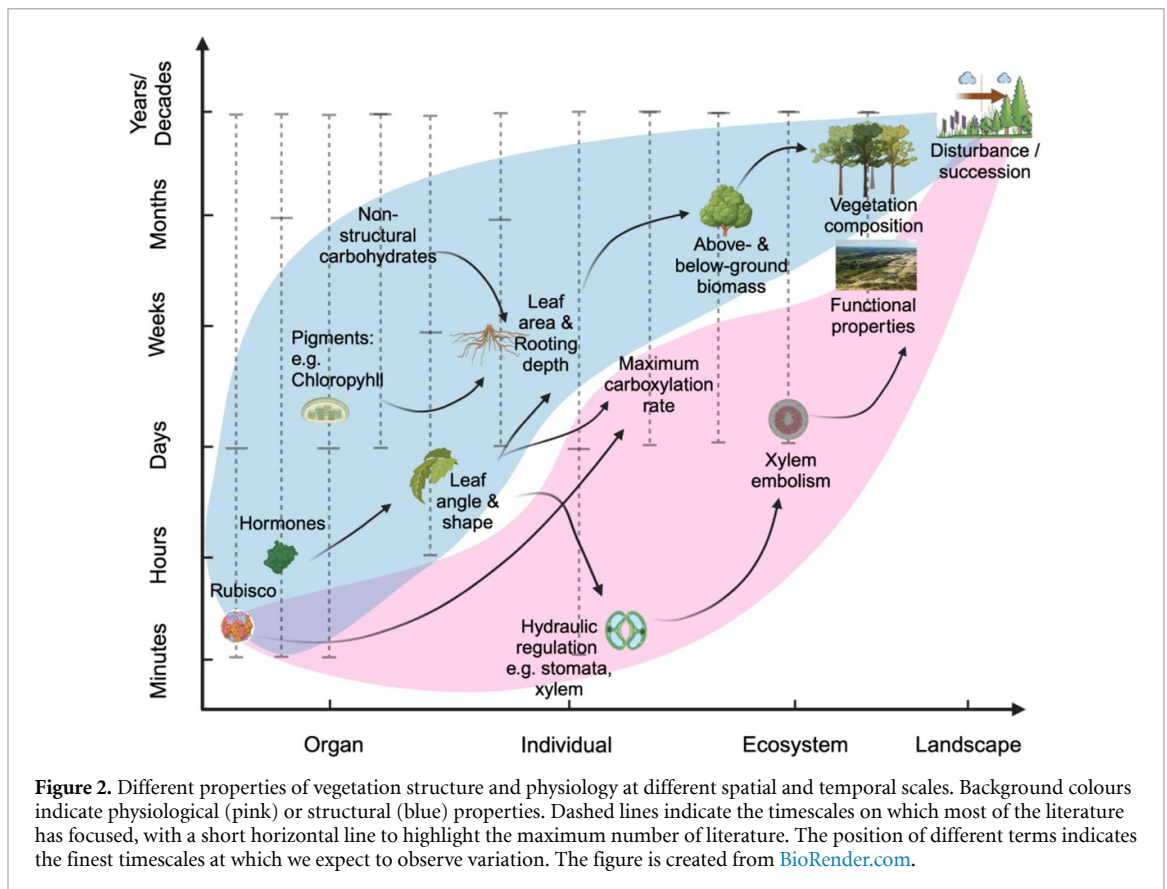 Years/
Decades
Months
Weeks
Days
Hours
Minutes
Disturbance /
succession
Vegetation
composition
Non-
structural
carbohydrates
Above- &
below-ground
biomass
Leaf
area &
Rooting
depth
Functional
properties
Pigments:
e.g.
Chloropyhll
Maximum
carboxylation
rate
Leaf
angle &
shape
Xylem
embolism
Hormones
Rubisco
Hydraulic
regulation
e.g. stomata,
xylem
Organ
Individual
Ecosystem
Landscape
Figure 2. Different properties of vegetation structure and physiology at different spatial and temporal scales. Background colours
indicate physiological (pink) or structural (blue) properties. Dashed lines indicate the timescales on which most of the literature
has focused, with a short horizontal line to highlight the maximum number of literature. The position of different terms indicates
the finest timescales at which we expect to observe variation. The figure is created from BioRender.com.